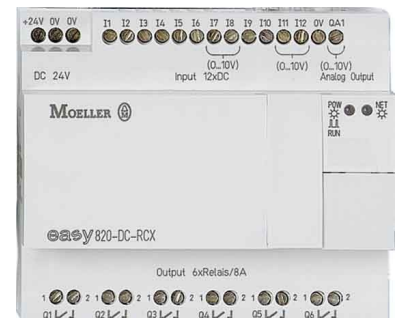 +24V 0V 0V I1 I2 I3 I4 I5 I6 I7 I8 I9 I10 I11 I12 0V QA1
(0...10V) (0...10V)
DC 24V Input 12xDC Analog Output
MOELLER
POW NET
RUN
easy 820-DC-RCX
Output 6xRelais/8A
1 2 1 2 1 2 1 2 1 2 1 2
Q1 Q2 Q3 Q4 Q5 Q6